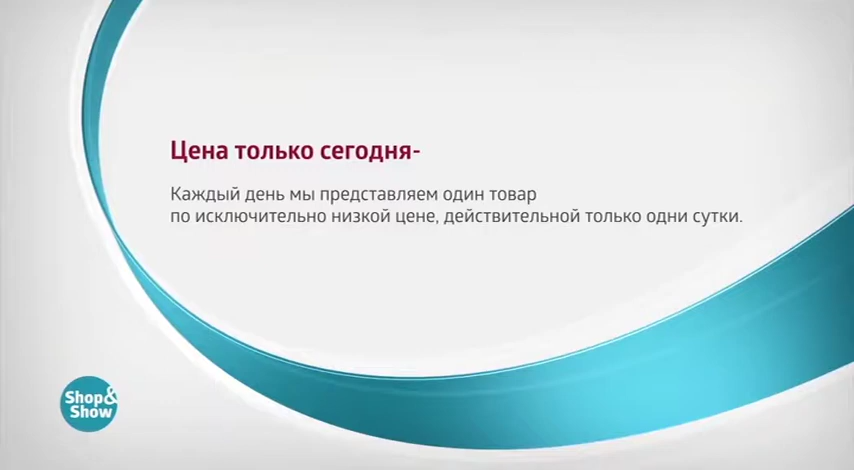 Цена только сегодня-
Каждый день мы представляем один товар
по исключительно низкой цене, действительной только одни сутки.
Shop&
Show